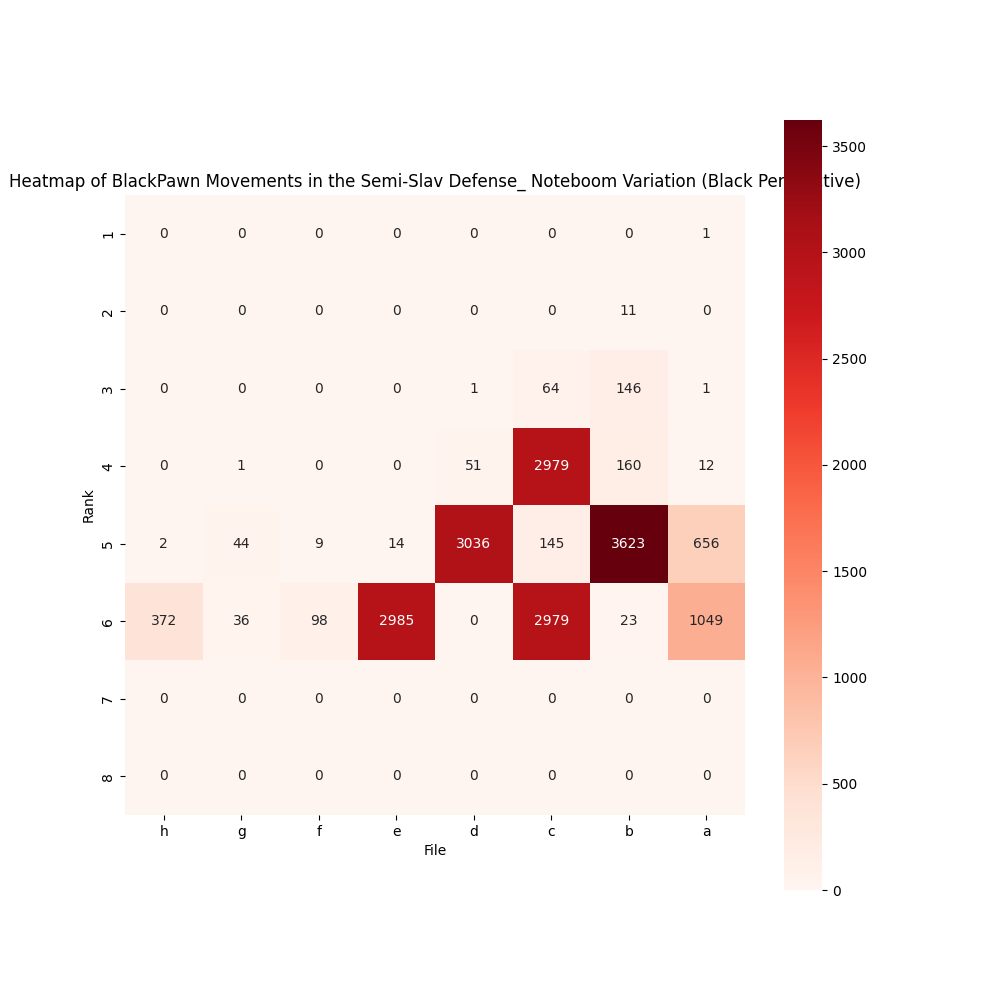 Heatmap of BlackPawn Movements in the Semi-Slav Defense_ Noteboom Variation (Black Per tive)
3500
3000
2500
2000
1500
1000
500
0
Rank
1 0 0 0 0 0 0 0 1
2 0 0 0 0 0 0 11 0
3 0 0 0 0 1 64 146 1
4 0 1 0 0 51 2979 160 12
5 2 44 9 14 3036 145 3623 656
6 372 36 98 2985 0 2979 23 1049
7 0 0 0 0 0 0 0 0
8 0 0 0 0 0 0 0 0
h g f e d c b a
File